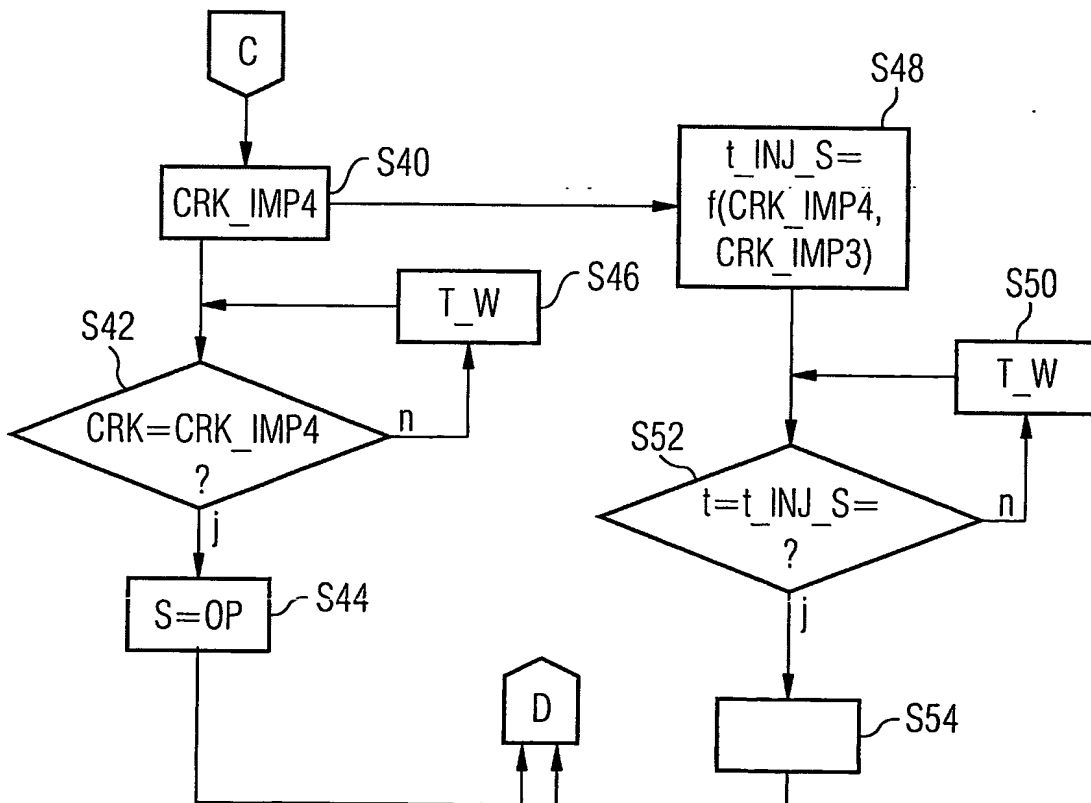 C
S40
CRK_IMP4
S48
t_INJ_S=
f(CRK_IMP4,
CRK_IMP3)
S46
T_W
S42
CRK=CRK_IMP4
?
n
j
S50
T_W
S52
t=t_INJ_S=
?
n
j
S=OP
S44
D
S54